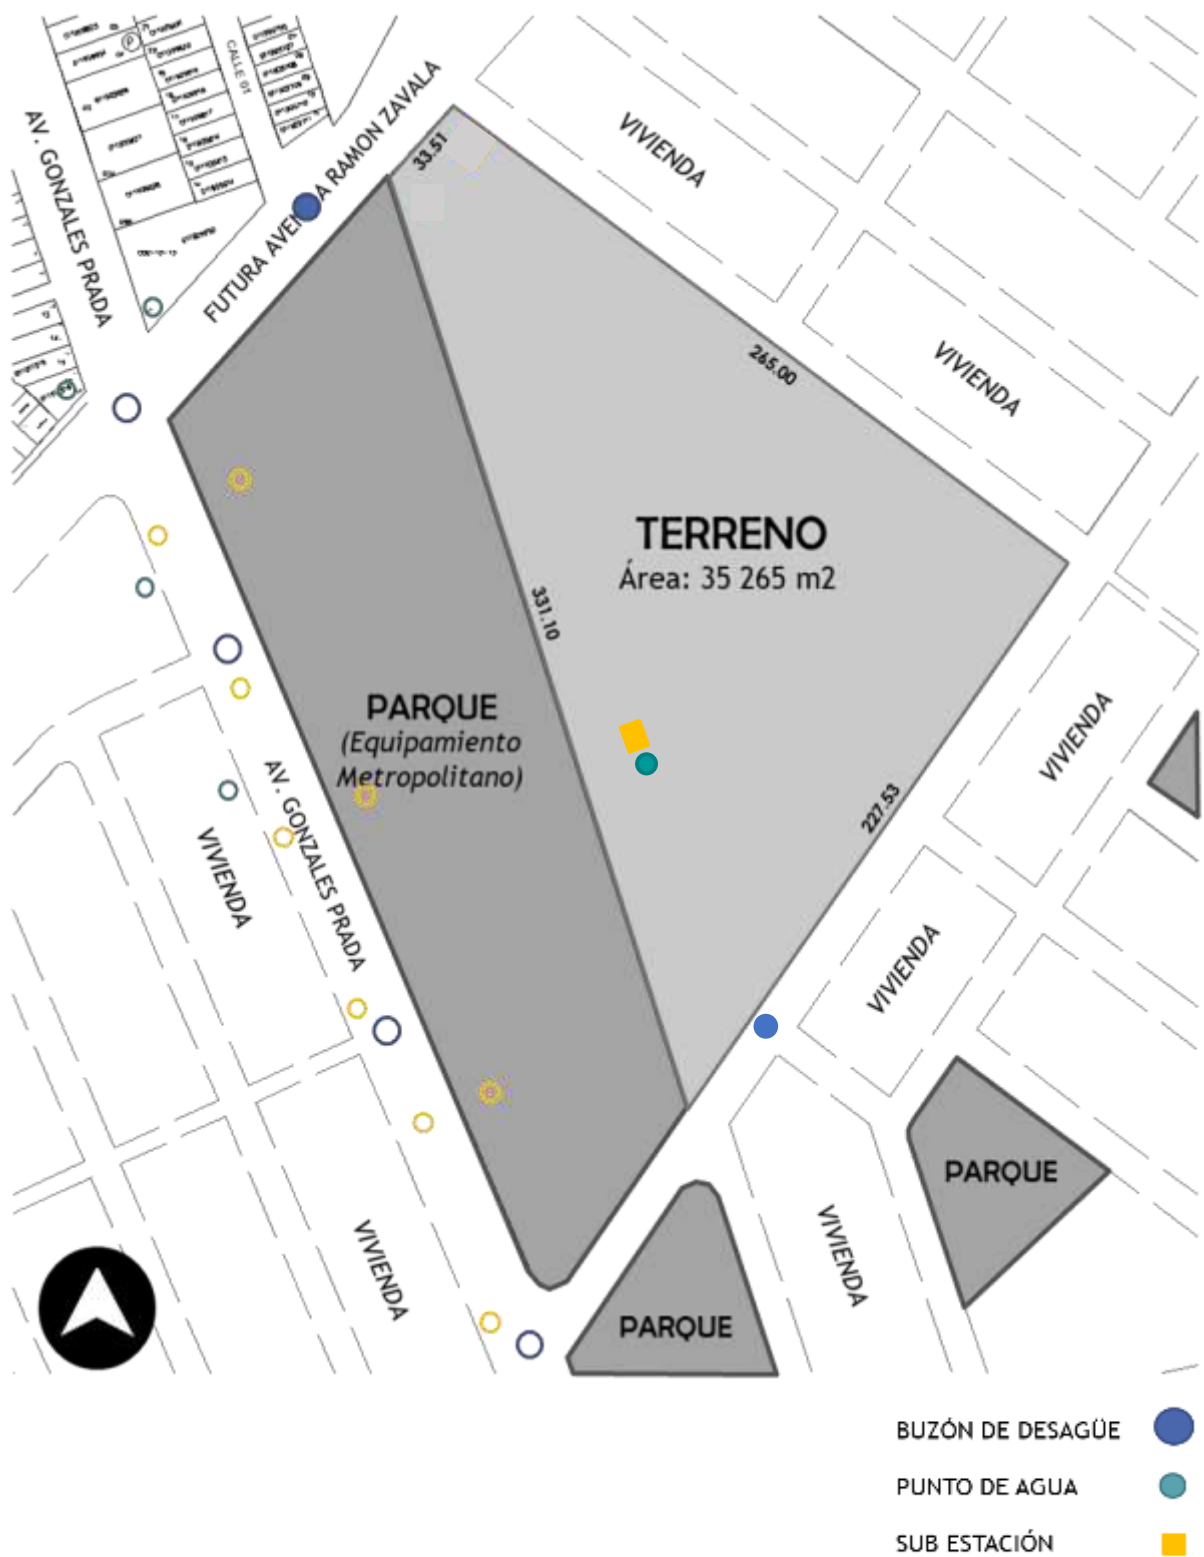 CALLE 01
AV. GONZALES PRADA
FUTURA AVENIDA RAMON ZAVALA
33.51
VIVIENDA
265.00
VIVIENDA
TERRENO
Área: 35 265 m2
331.10
PARQUE
(Equipamiento
Metropolitano)
VIVIENDA
227.53
AV. GONZALES PRADA
VIVIENDA
VIVIENDA
PARQUE
VIVIENDA
VIVIENDA
PARQUE
BUZÓN DE DESAGÜE
PUNTO DE AGUA
SUB ESTACIÓN